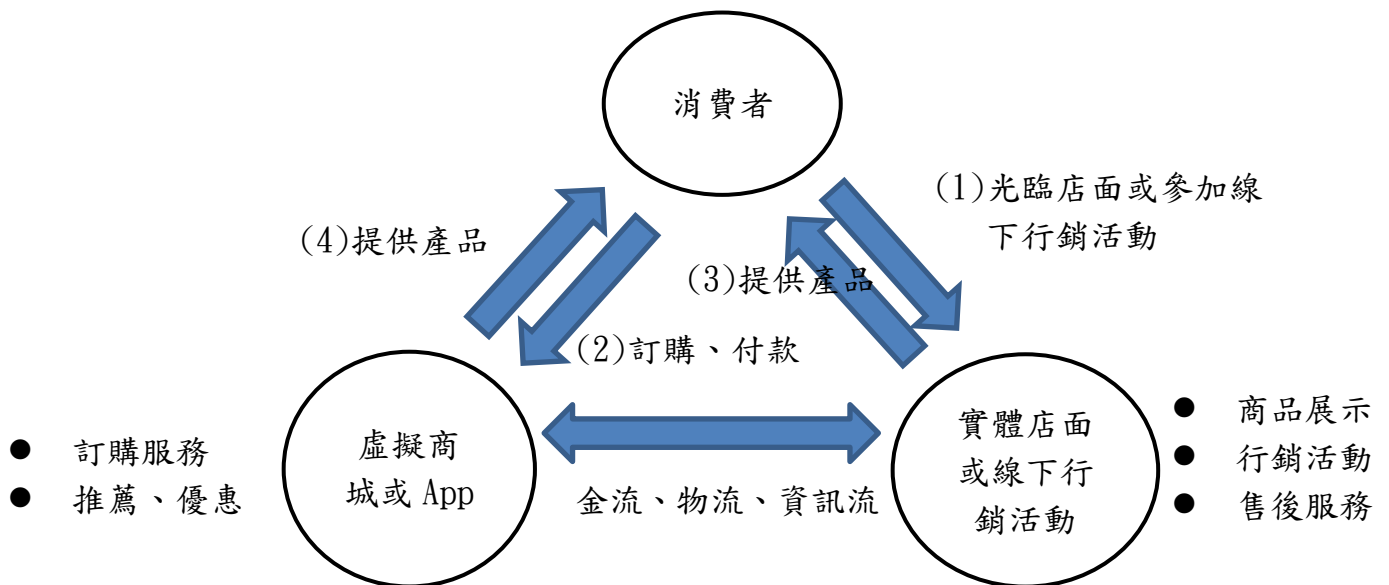 消費者
(1)光臨店面或參加線
下行銷活動
(4)提供產品
(3)提供產品
(2)訂購、付款
● 訂購服務
● 推薦、優惠
虛擬商
城或 App
金流、物流、資訊流
實體店面
或線下行
銷活動
● 商品展示
● 行銷活動
● 售後服務